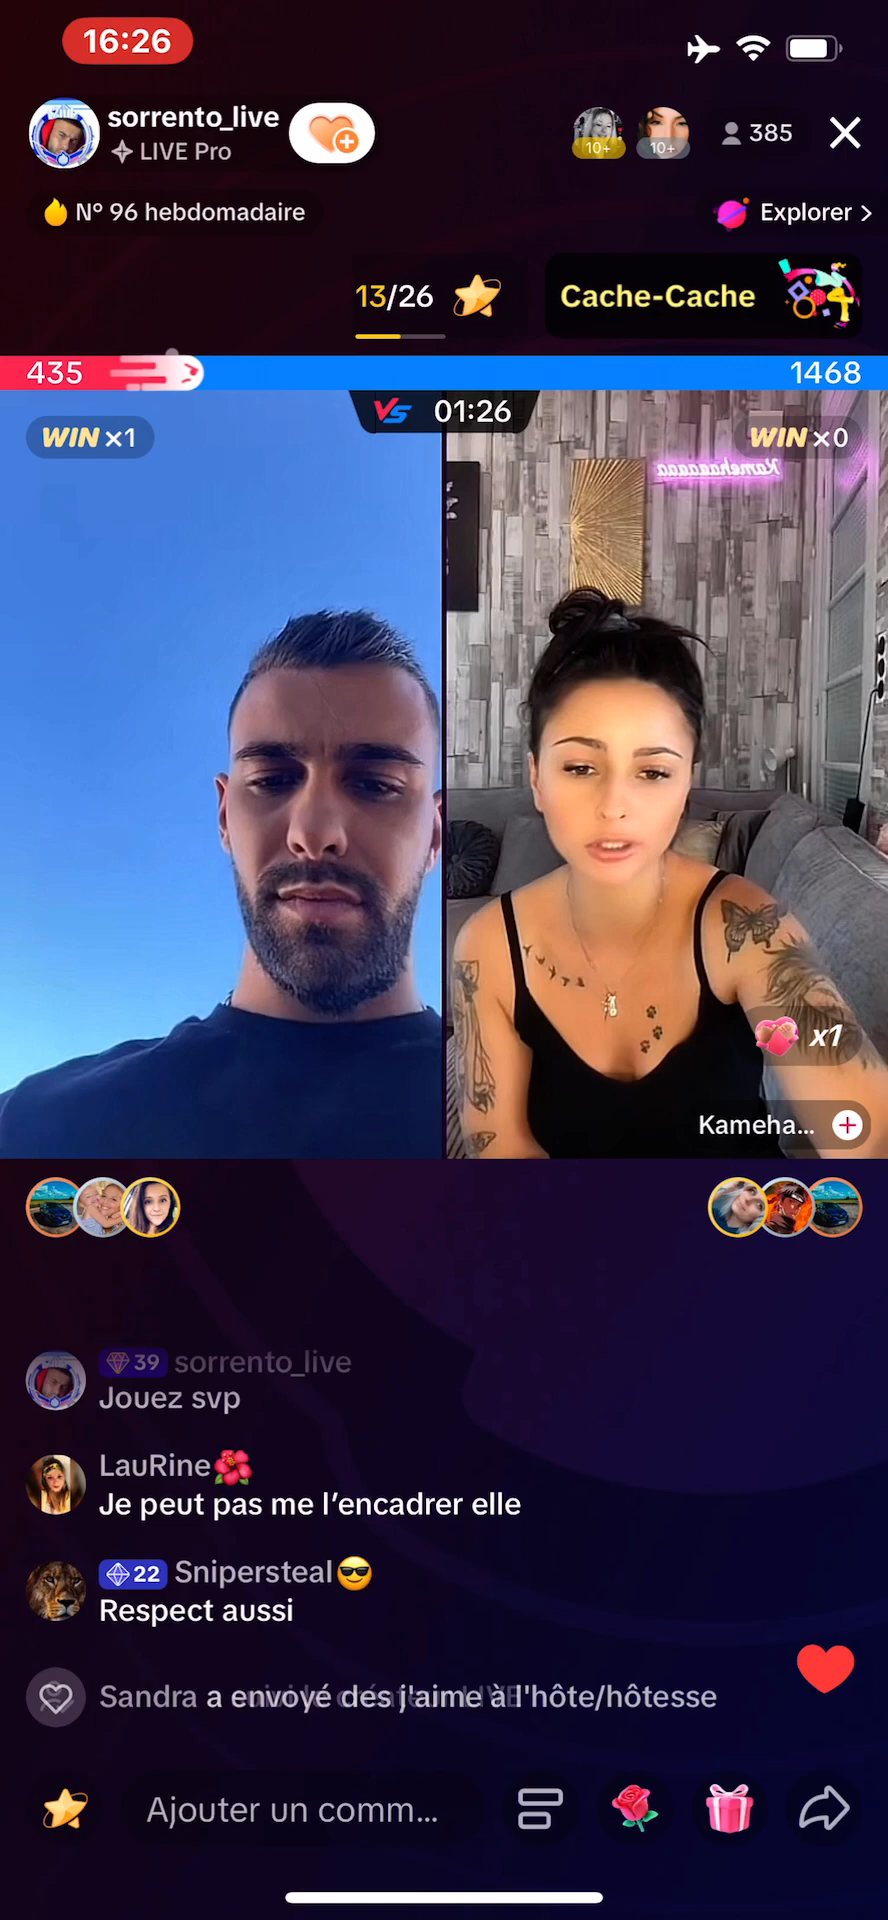 16:26
sorrento_live
LIVE Pro
10+
10+
385
N° 96 hebdomadaire
Explorer >
13/26
Cache-Cache
435
1468
VS 01:26
WIN x1
WIN x0
Kamehaaaaa
x1
Kameha...
39 sorrento_live
Jouez svp
LauRine
Je peut pas me l’encadrer elle
22 Snipersteal
Respect aussi
Sandra a envoyé des j'aime à l'hôte/hôtesse
Ajouter un comm...